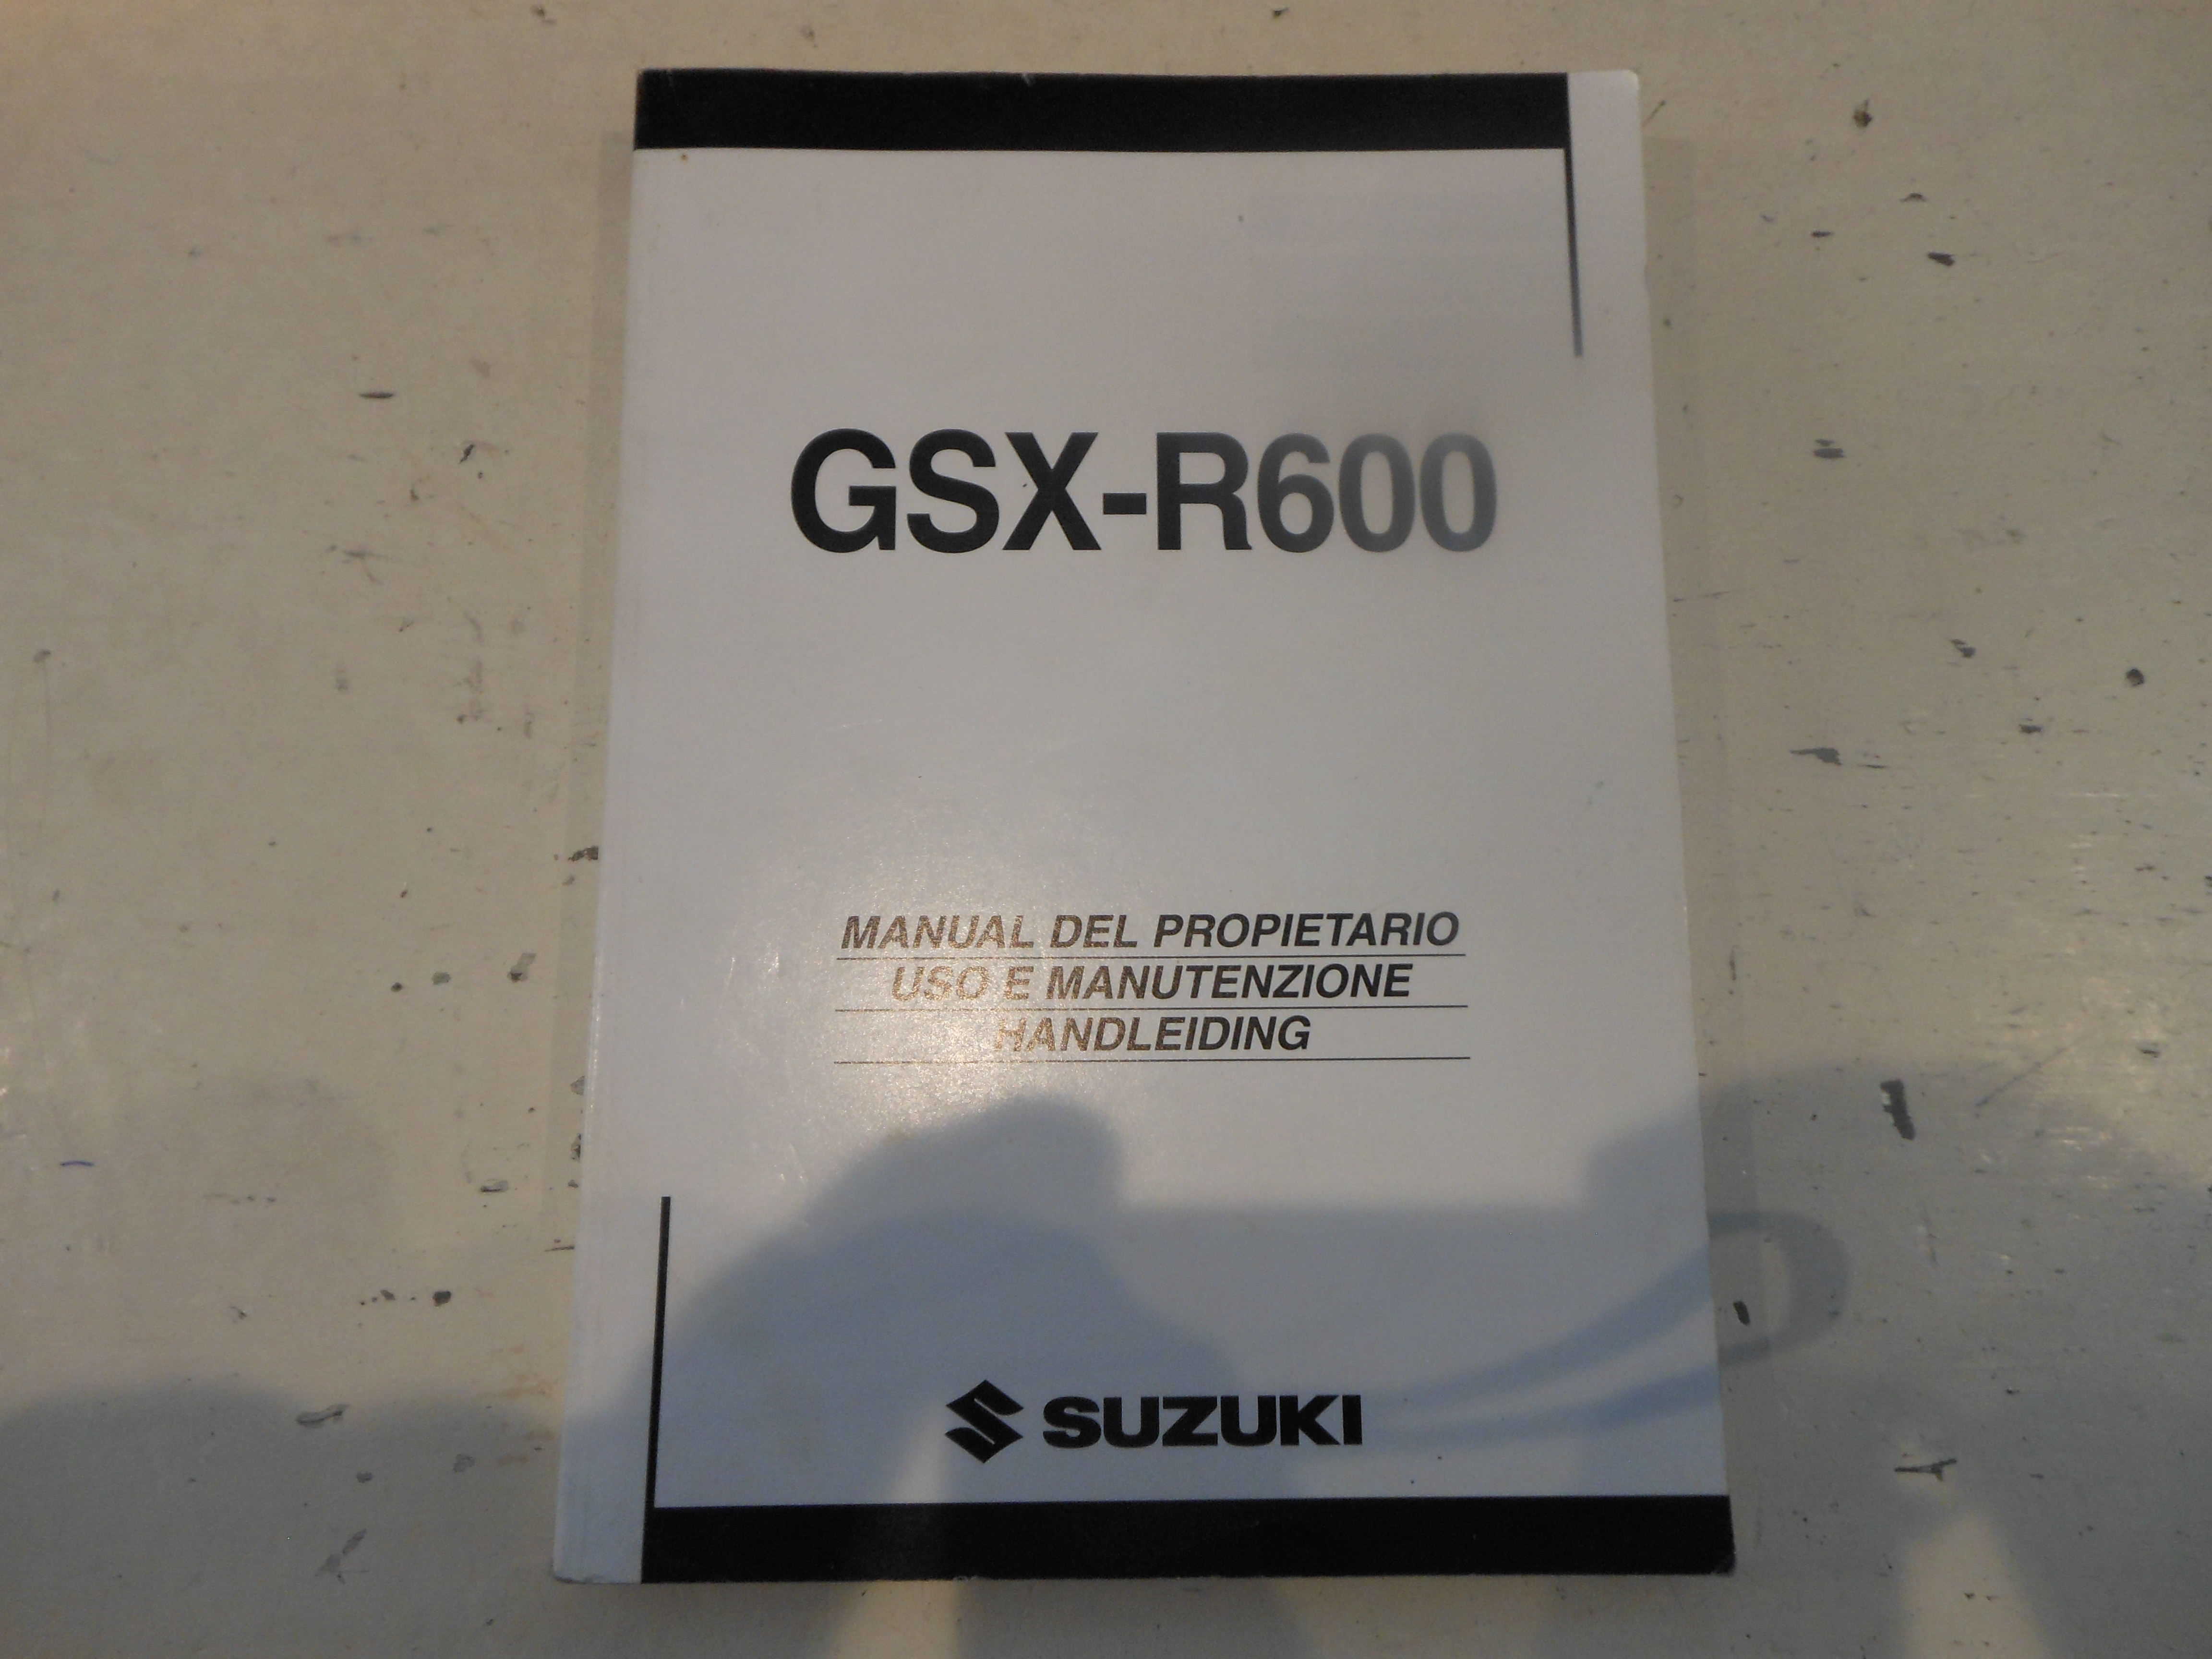 GSX-R600
MANUAL DEL PROPIETARIO
USO E MANUTENZIONE
HANDLEIDING
SUZUKI